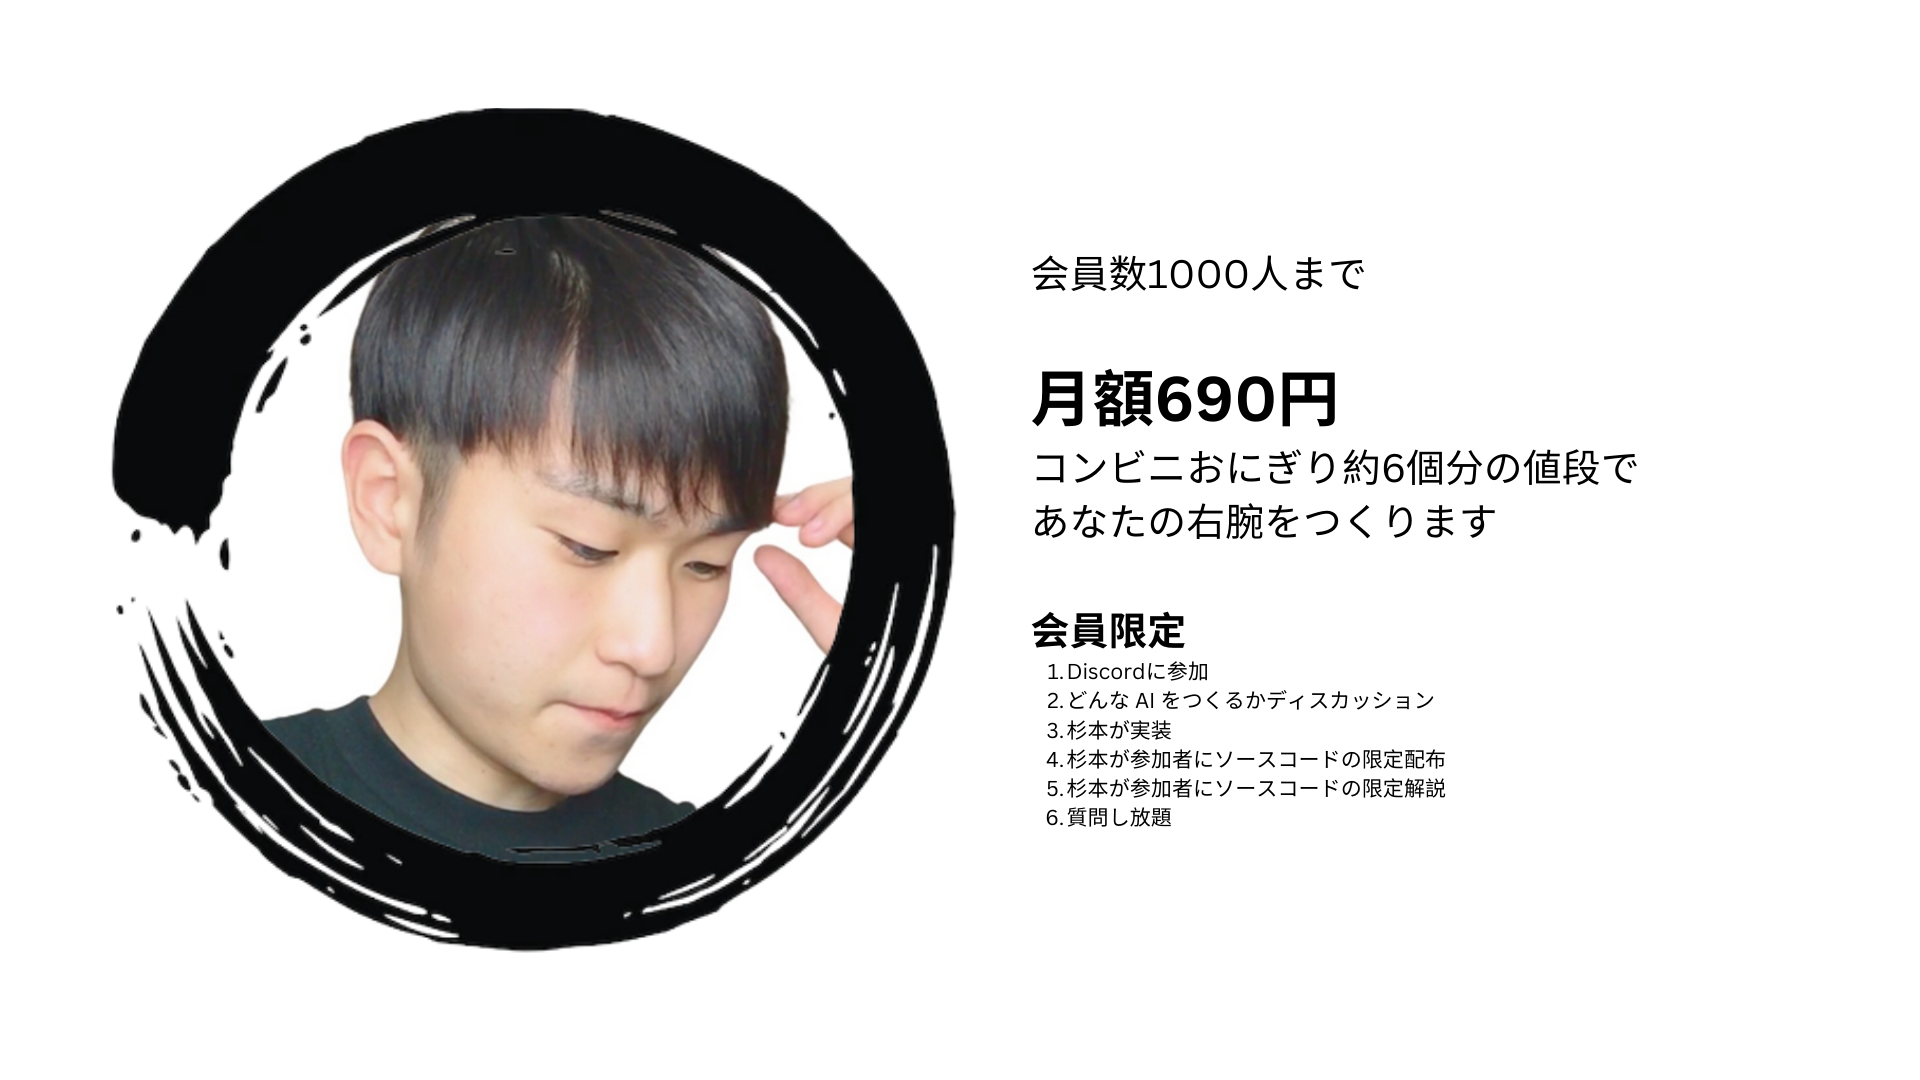 会員数1000人まで
月額690円
コンビニおにぎり約6個分の値段で
あなたの右腕をつくります
会員限定
1. Discordに参加
2. どんな AI をつくるかディスカッション
3. 杉本が実装
4. 杉本が参加者にソースコードの限定配布
5. 杉本が参加者にソースコードの限定解説
6. 質問し放題